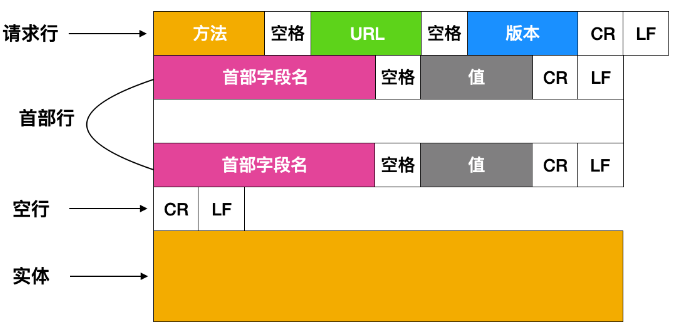 请求行 方法 空格 URL 空格 版本 CR LF
首部字段名 空格 值 CR LF
首部行
首部字段名 空格 值 CR LF
空行 CR LF
实体